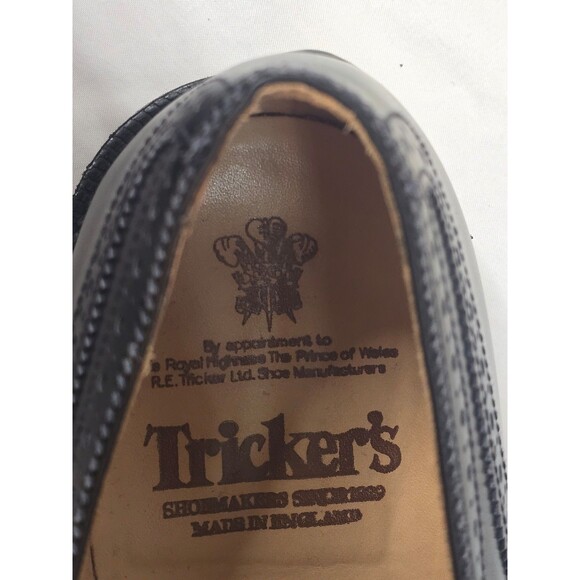 By appointment to
's Royal Highness The Prince of Wales
R.E. Tricker Ltd. Shoe Manufacturers
Tricker's
SHOEMAKERS SINCE 1829
MADE IN ENGLAND